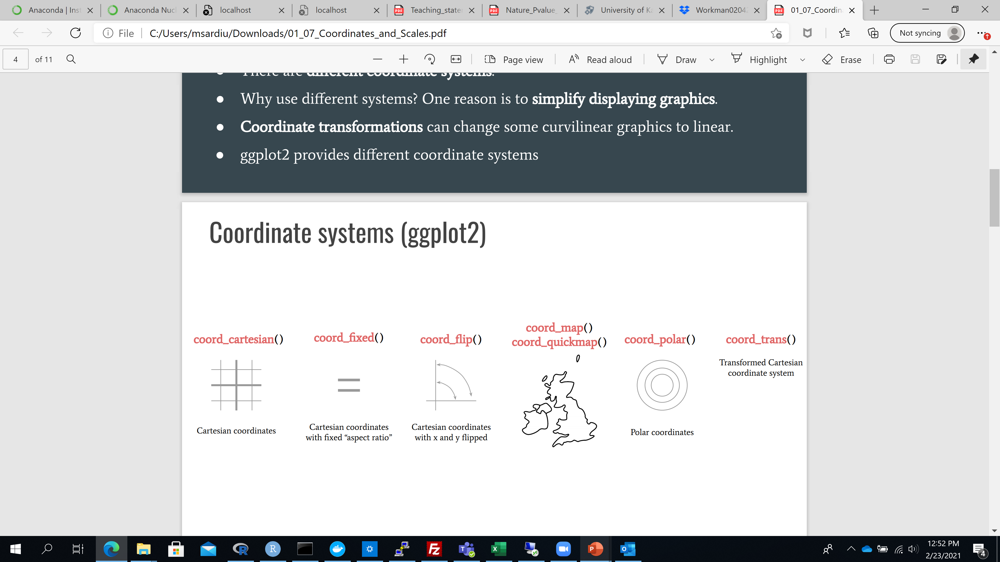 Anaconda | Inst
Anaconda Nucl
localhost
localhost
Teaching_state
Nature_Pvalue_
University of Ka
Workman0204
01_07_Coordin
File
C:/Users/msardiu/Downloads/01_07_Coordinates_and_Scales.pdf
Not syncing
4 of 11
Page view
Read aloud
Draw
Highlight
Erase
There are different coordinate systems.
● Why use different systems? One reason is to simplify displaying graphics.
● Coordinate transformations can change some curvilinear graphics to linear.
● ggplot2 provides different coordinate systems
Coordinate systems (ggplot2)
coord_cartesian()
Cartesian coordinates
coord_fixed()
Cartesian coordinates
with fixed “aspect ratio”
coord_flip()
Cartesian coordinates
with x and y flipped
coord_map()
coord_quickmap()
coord_polar()
Polar coordinates
coord_trans()
Transformed Cartesian
coordinate system
12:52 PM
2/23/2021
4